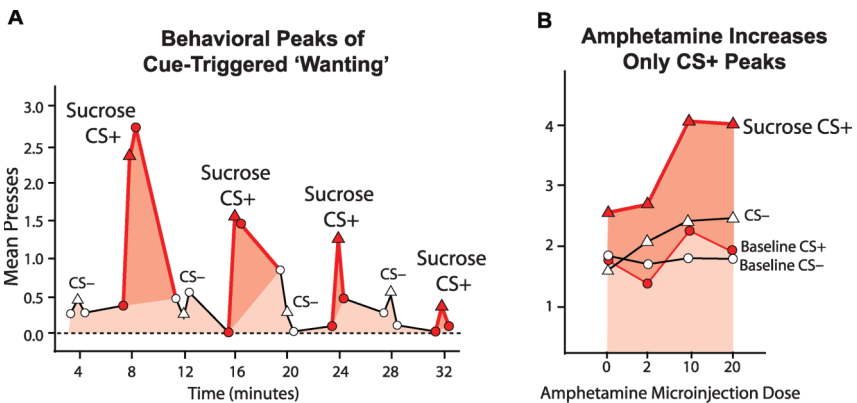 A
Behavioral Peaks of
Cue-Triggered ‘Wanting’
Mean Presses
3.0
2.5
2.0
1.5
1.0
0.5
0.0
Sucrose
CS+
Sucrose
CS+
Sucrose
CS+
Sucrose
CS+
CS–
CS–
CS–
CS–
4
8
12
16
20
24
28
32
Time (minutes)
B
Amphetamine Increases
Only CS+ Peaks
4
3
2
1
Sucrose CS+
CS–
Baseline CS+
Baseline CS–
0
2
10
20
Amphetamine Microinjection Dose